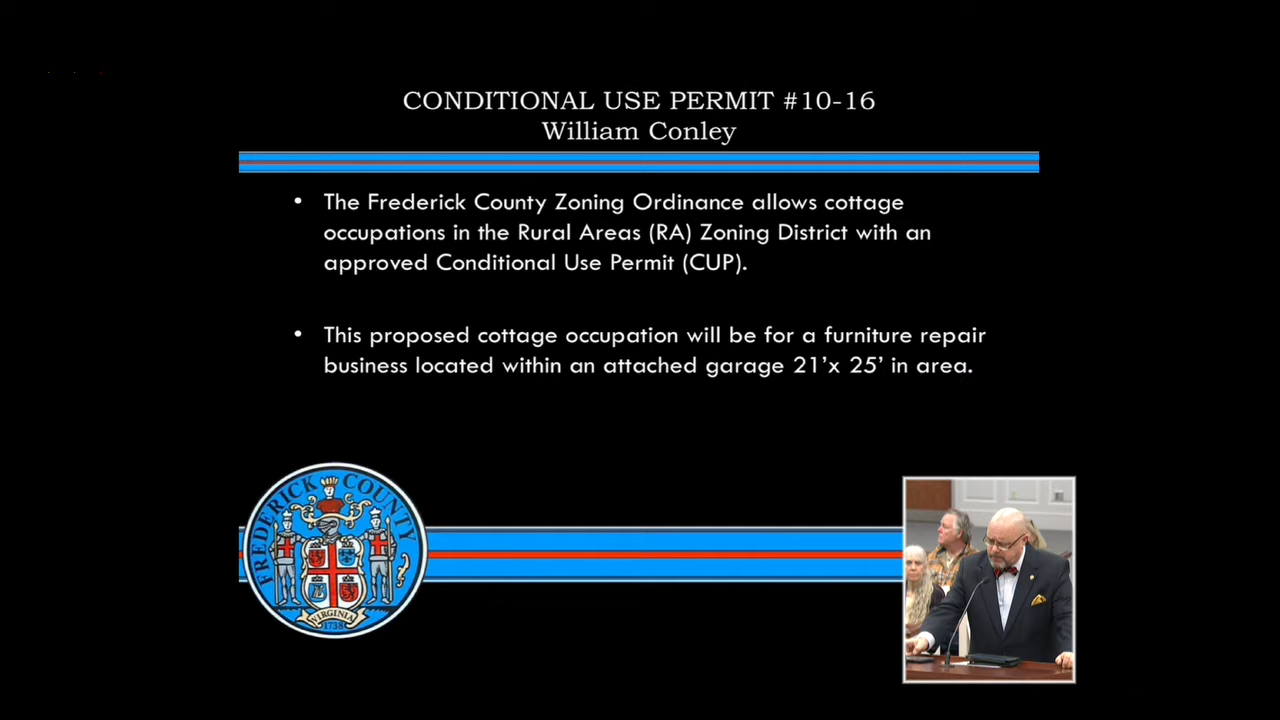 CONDITIONAL USE PERMIT #10-16
William Conley
• The Frederick County Zoning Ordinance allows cottage
occupations in the Rural Areas (RA) Zoning District with an
approved Conditional Use Permit (CUP).
• This proposed cottage occupation will be for a furniture repair
business located within an attached garage 21’x 25’ in area.
FREDERICK COUNTY
VIRGINIA
1738